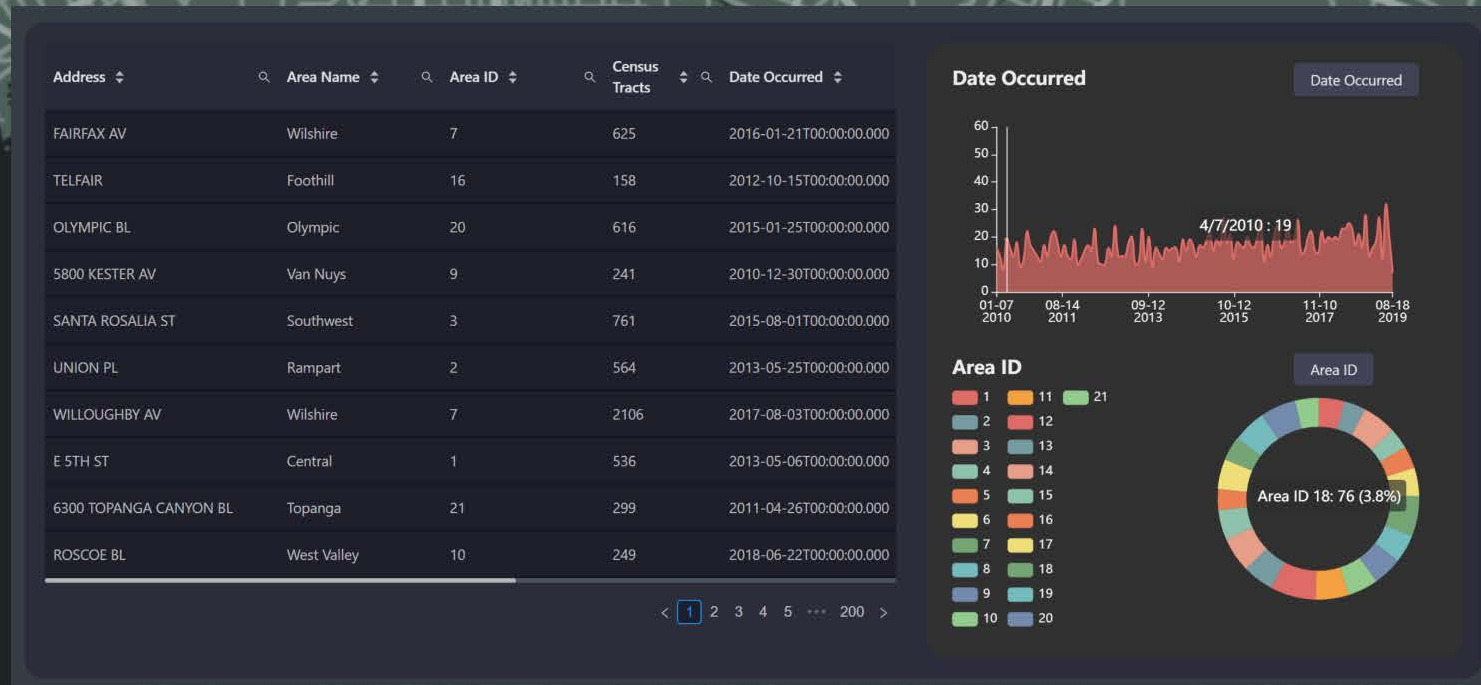 Address Area Name Area ID Census Tracts Date Occurred
FAIRFAX AV Wilshire 7 625 2016-01-21T00:00:00.000
TELFAIR Foothill 16 158 2012-10-15T00:00:00.000
OLYMPIC BL Olympic 20 616 2015-01-25T00:00:00.000
5800 KESTER AV Van Nuys 9 241 2010-12-30T00:00:00.000
SANTA ROSALIA ST Southwest 3 761 2015-08-01T00:00:00.000
UNION PL Rampart 2 564 2013-05-25T00:00:00.000
WILLOUGHBY AV Wilshire 7 2106 2017-08-03T00:00:00.000
E 5TH ST Central 1 536 2013-05-06T00:00:00.000
6300 TOPANGA CANYON BL Topanga 21 299 2011-04-26T00:00:00.000
ROSCOE BL West Valley 10 249 2018-06-22T00:00:00.000
< 1 2 3 4 5 ••• 200 >
Date Occurred Date Occurred
60
50
40
30
4/7/2010 : 19
20
10
0
01-07 08-14 09-12 10-12 11-10 08-18
2010 2011 2013 2015 2017 2019
Area ID Area ID
1 11 21
2 12
3 13
4 14
5 15
6 16
7 17
8 18
9 19
10 20
Area ID 18: 76 (3.8%)